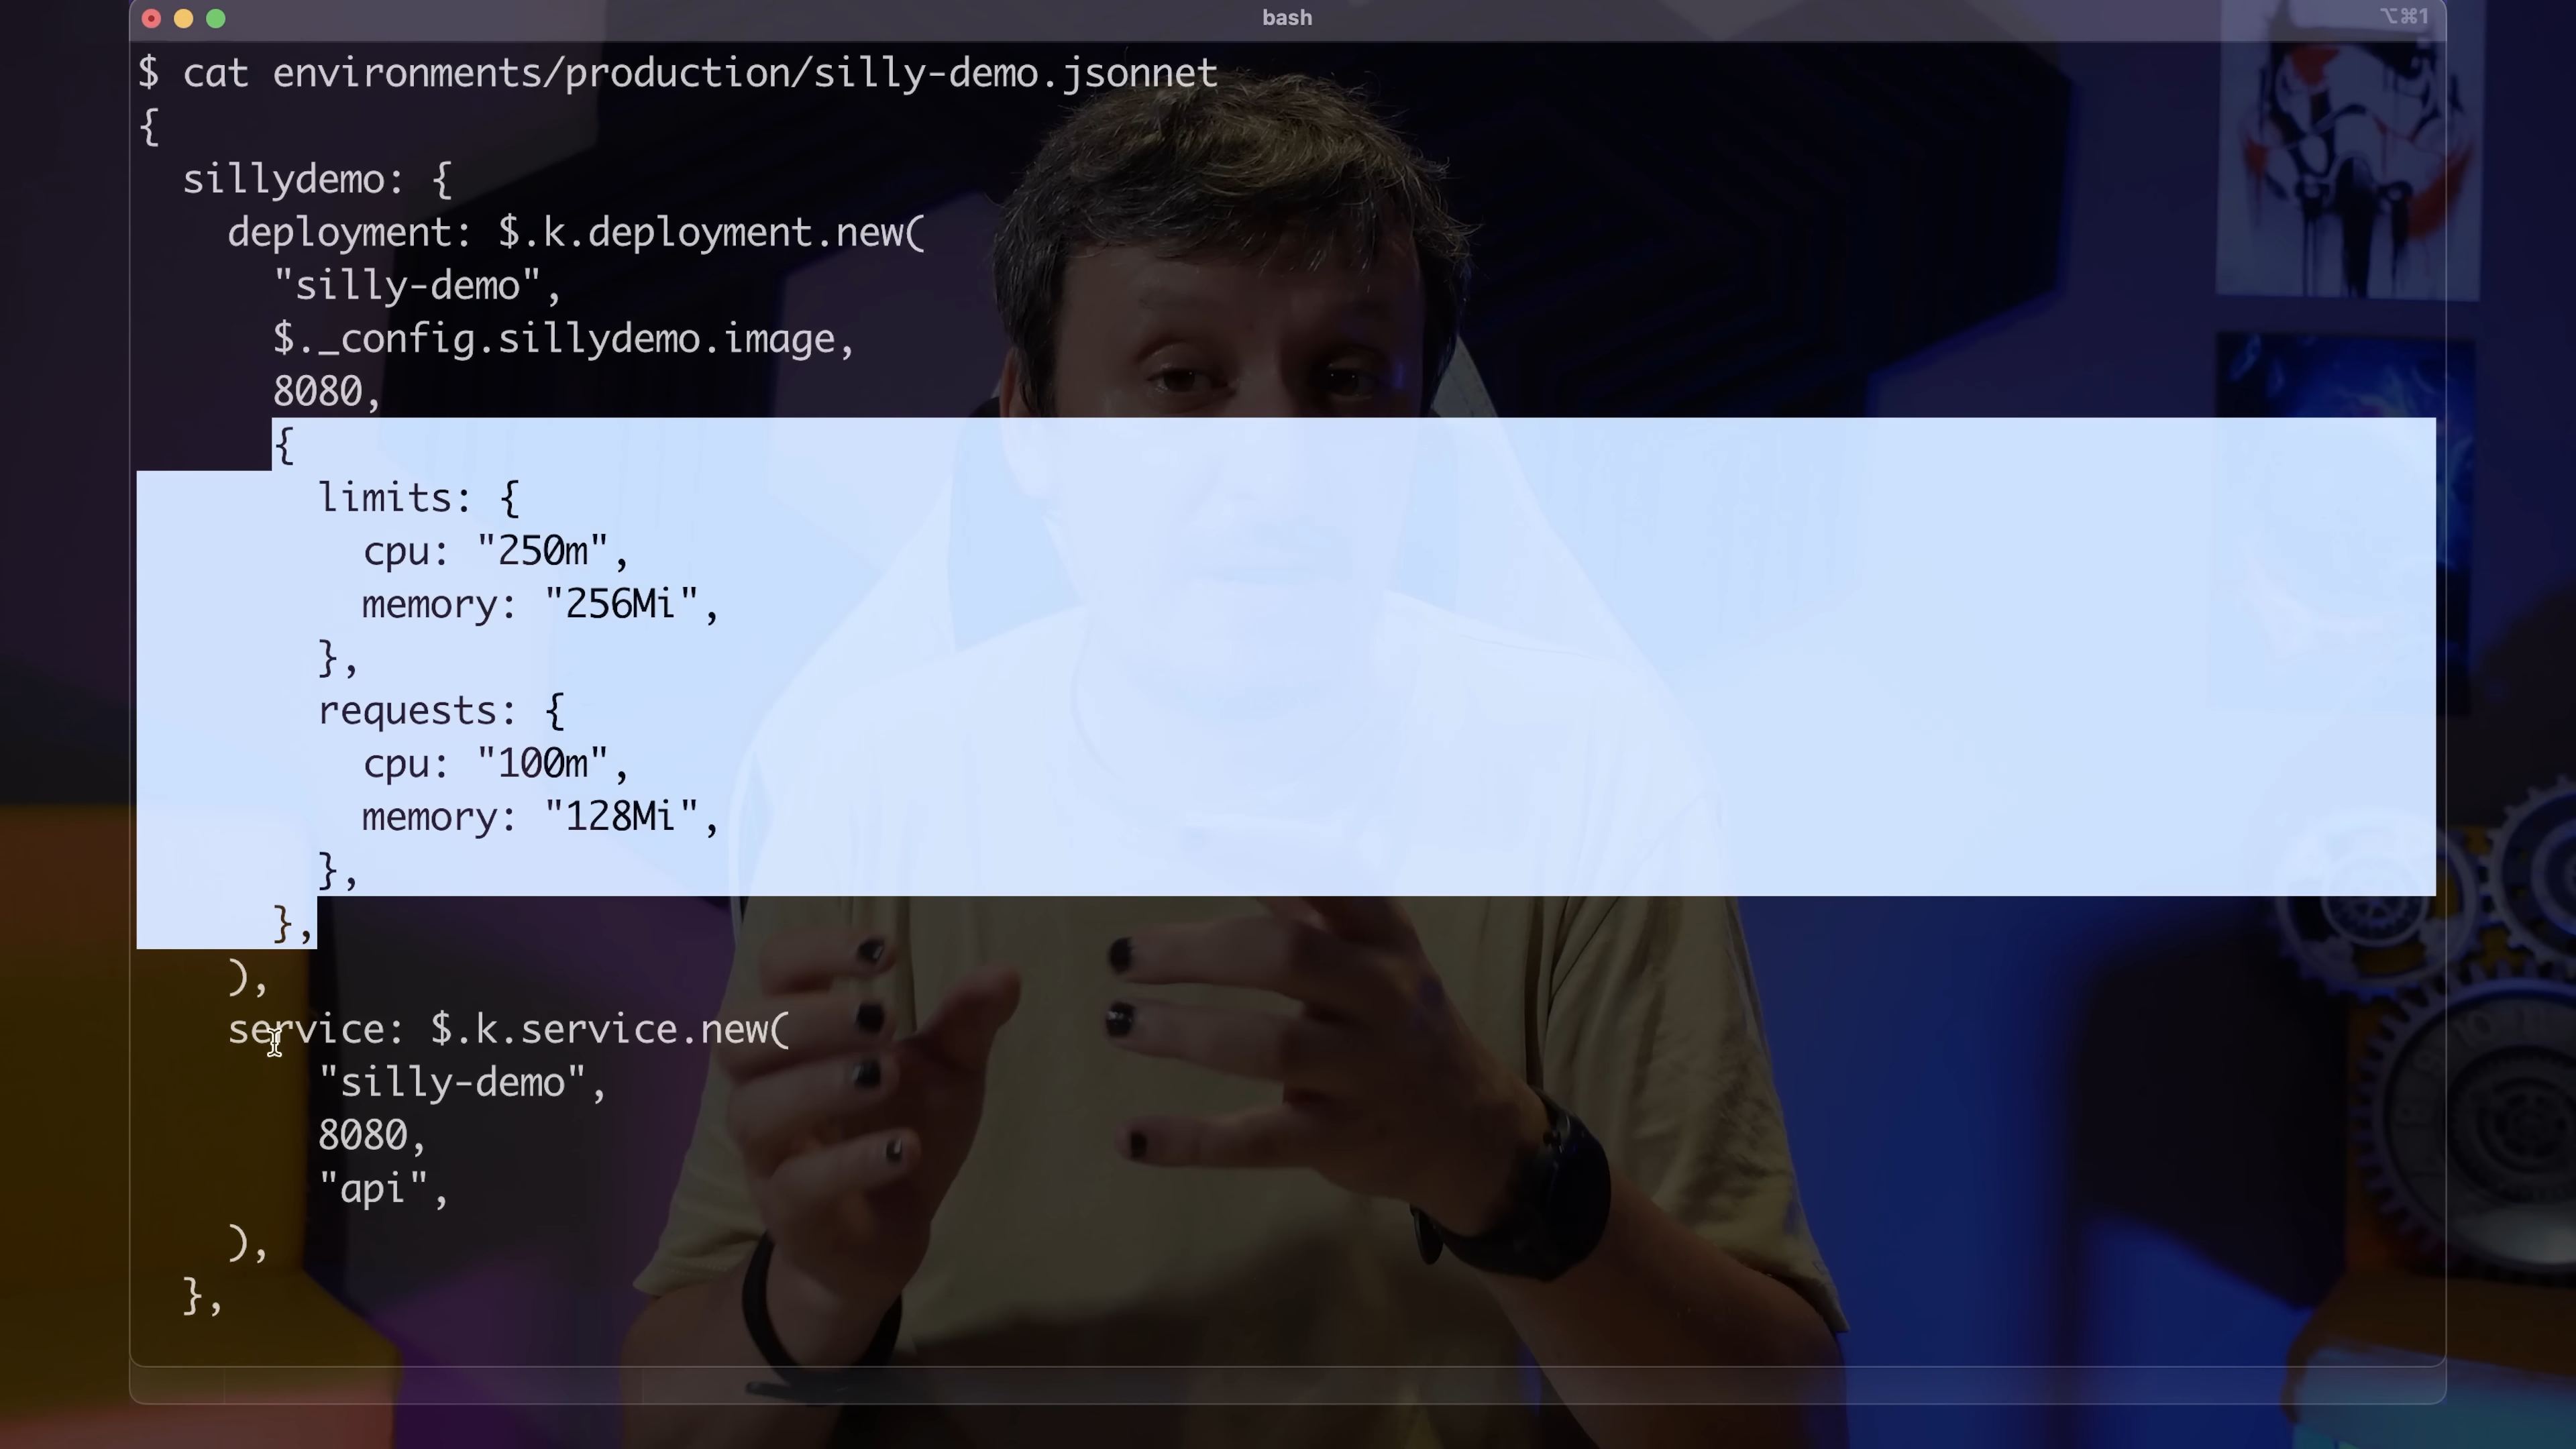 bash
⌥⌘1
$ cat environments/production/silly-demo.jsonnet
{
  sillydemo: {
    deployment: $.k.deployment.new(
      "silly-demo",
      $._config.sillydemo.image,
      8080,
      {
        limits: {
          cpu: "250m",
          memory: "256Mi",
        },
        requests: {
          cpu: "100m",
          memory: "128Mi",
        },
      },
    ),
    service: $.k.service.new(
        "silly-demo",
        8080,
        "api",
    ),
  },